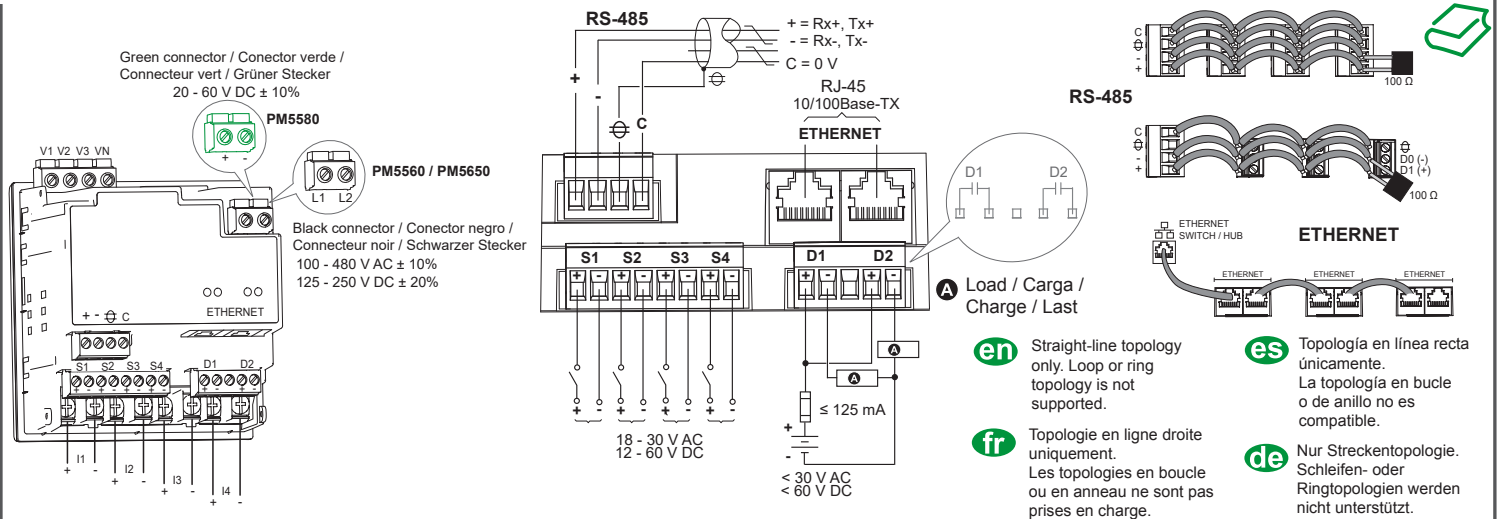 Green connector / Conector verde /
Connecteur vert / Grüner Stecker
20 - 60 V DC ± 10%
PM5580
+ -
V1 V2 V3 VN
L1 L2
PM5560 / PM5650
Black connector / Conector negro /
Connecteur noir / Schwarzer Stecker
100 - 480 V AC ± 10%
125 - 250 V DC ± 20%
ETHERNET
+ - C
S1 S2 S3 S4
+ - + - + - + -
D1 D2
+ - + -
I1 I2 I3 I4
+ - + - + - + -
RS-485
+ = Rx+, Tx+
- = Rx-, Tx-
C = 0 V
+
-
C
RJ-45
10/100Base-TX
ETHERNET
D1 D2
S1 S2 S3 S4
+ - + - + - + -
D1 D2
+ - + -
A Load / Carga /
Charge / Last
A
A
≤ 125 mA
+ - + - + - + -
18 - 30 V AC
12 - 60 V DC
+
-
< 30 V AC
< 60 V DC
RS-485
C
-
+
100 Ω
C
-
+
D0 (-)
D1 (+)
100 Ω
ETHERNET
SWITCH / HUB
ETHERNET
ETHERNET ETHERNET ETHERNET
en
Straight-line topology
only. Loop or ring
topology is not
supported.
fr
Topologie en ligne droite
uniquement.
Les topologies en boucle
ou en anneau ne sont pas
prises en charge.
es
Topología en línea recta
únicamente.
La topología en bucle
o de anillo no es
compatible.
de
Nur Streckentopologie.
Schleifen- oder
Ringtopologien werden
nicht unterstützt.